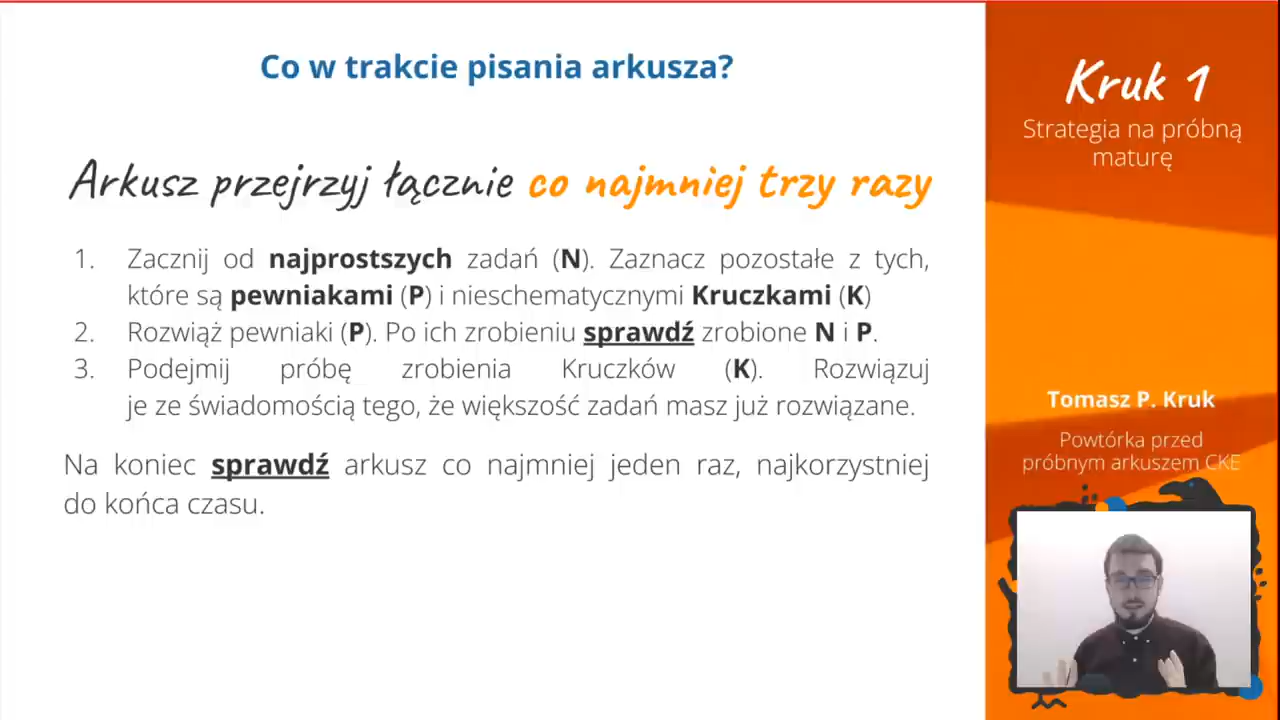 Co w trakcie pisania arkusza?
Arkusz przejrzyj łącznie co najmniej trzy razy
1. Zacznij od najprostszych zadań (N). Zaznacz pozostałe z tych,
które są pewniakami (P) i nieschematycznymi Kruczkami (K)
2. Rozwiąż pewniaki (P). Po ich zrobieniu sprawdź zrobione N i P.
3. Podejmij próbę zrobienia Kruczków (K). Rozwiązuj
je ze świadomością tego, że większość zadań masz już rozwiązane.
Na koniec sprawdź arkusz co najmniej jeden raz, najkorzystniej
do końca czasu.
Kruk 1
Strategia na próbną
maturę
Tomasz P. Kruk
Powtórka przed
próbnym arkuszem CKE